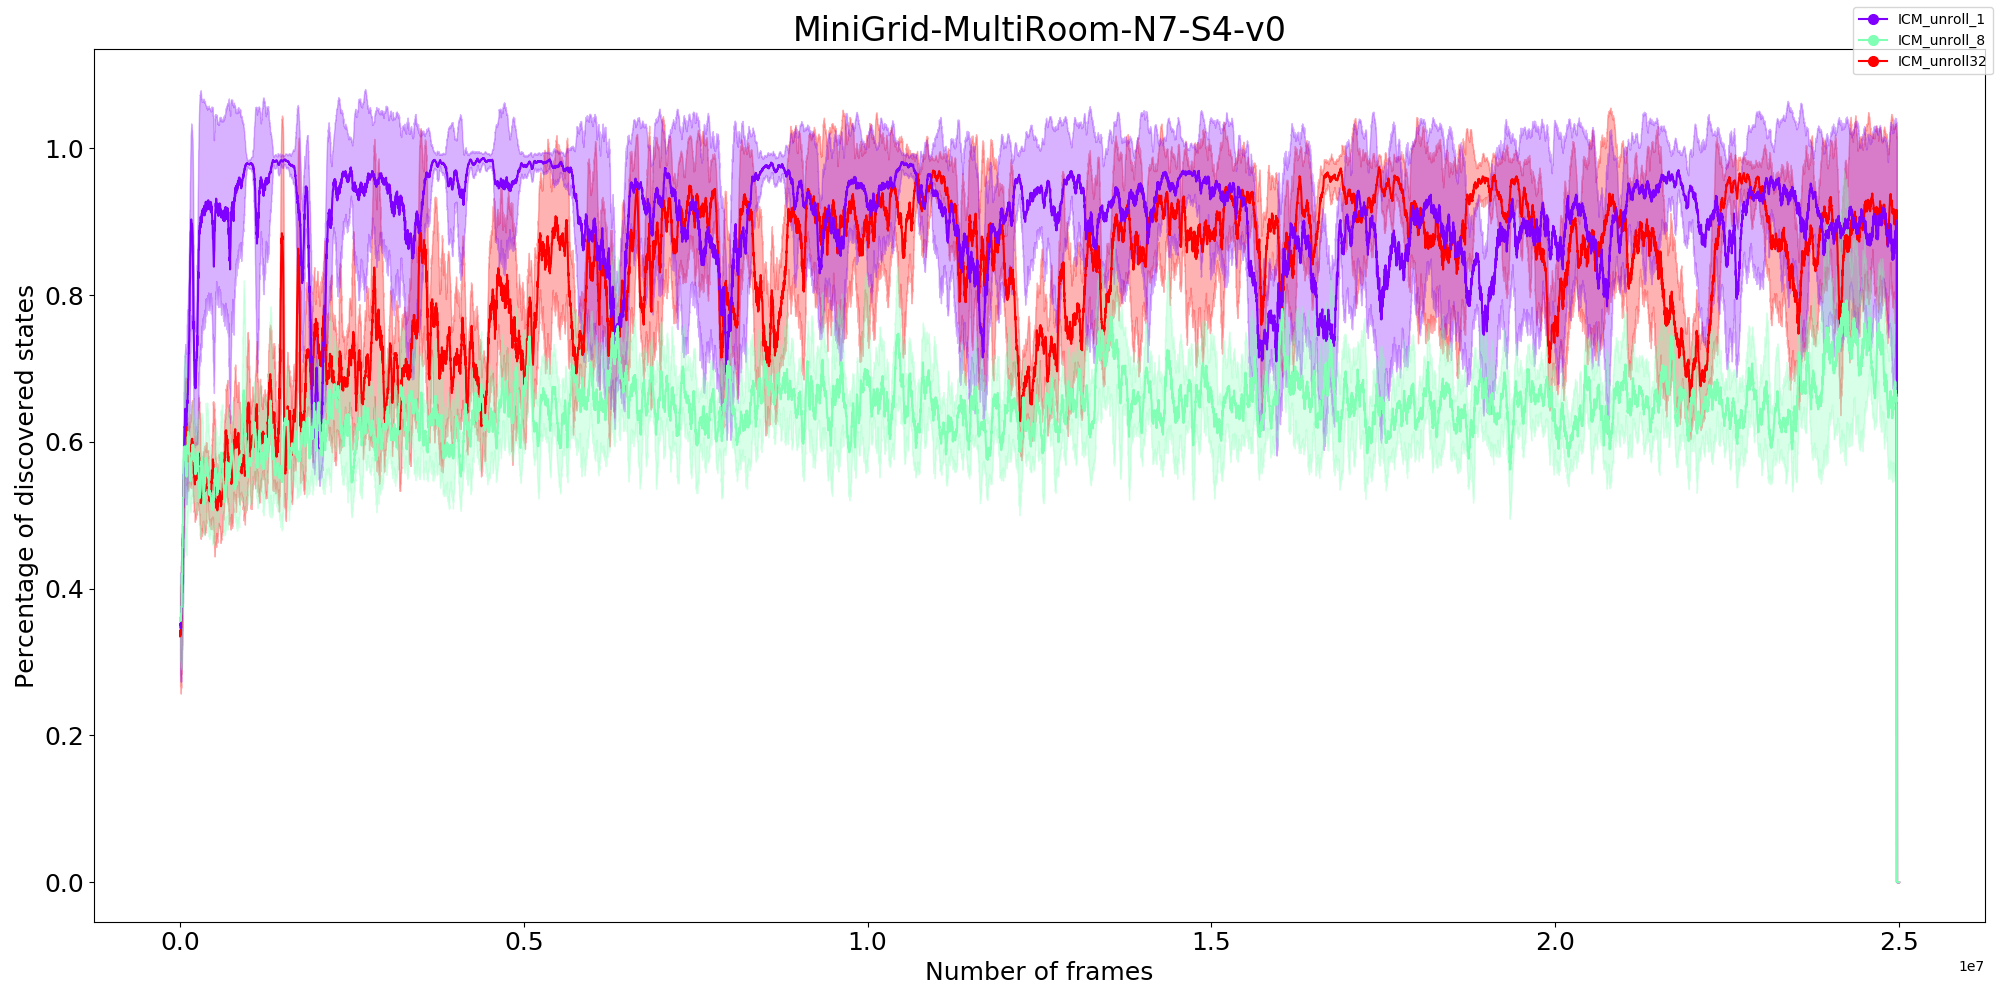 MiniGrid-MultiRoom-N7-S4-v0
ICM_unroll_1
ICM_unroll_8
ICM_unroll32
Percentage of discovered states
1.0
0.8
0.6
0.4
0.2
0.0
0.0 0.5 1.0 1.5 2.0 2.5
1e7
Number of frames